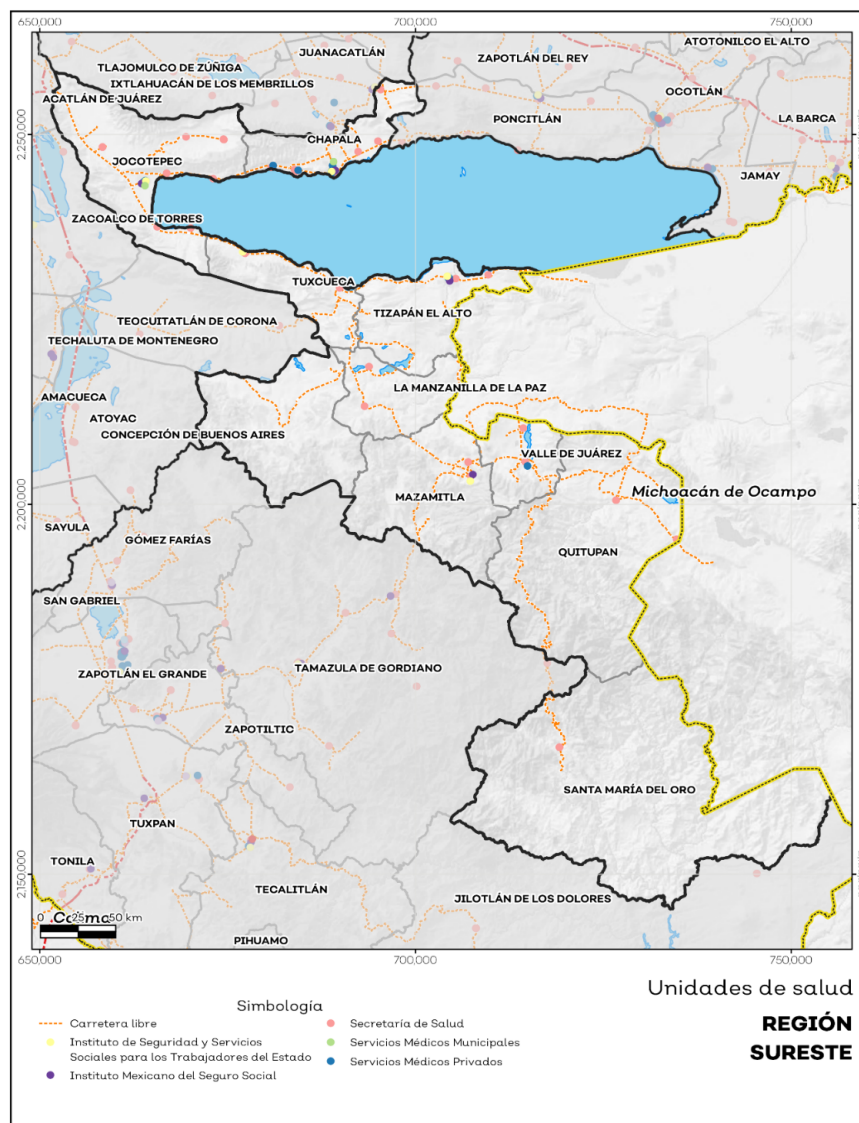 650,000
700,000
750,000
ATOTONILCO EL ALTO
JUANACATLÁN
ZAPOTLÁN DEL REY
TLAJOMULCO DE ZÚÑIGA
IXTLAHUACÁN DE LOS MEMBRILLOS
OCOTLÁN
ACATLÁN DE JUÁREZ
PONCITLÁN
LA BARCA
2,250,000
CHAPALA
JOCOTEPEC
JAMAY
ZACOALCO DE TORRES
TUXCUECA
TIZAPÁN EL ALTO
TEOCUITATLÁN DE CORONA
TECHALUTA DE MONTENEGRO
LA MANZANILLA DE LA PAZ
AMACUECA
ATOYAC
CONCEPCIÓN DE BUENOS AIRES
VALLE DE JUÁREZ
Michoacán de Ocampo
MAZAMITLA
2,200,000
SAYULA
GÓMEZ FARÍAS
QUITUPAN
SAN GABRIEL
ZAPOTLÁN EL GRANDE
TAMAZULA DE GORDIANO
ZAPOTILTIC
SANTA MARÍA DEL ORO
TUXPAN
TONILA
2,150,000
TECALITLÁN
JILOTLÁN DE LOS DOLORES
0 25 50 km
PIHUAMO
650,000
700,000
750,000
Unidades de salud
REGIÓN
SURESTE
Simbología
Carretera libre
Instituto de Seguridad y Servicios
Sociales para los Trabajadores del Estado
Instituto Mexicano del Seguro Social
Secretaría de Salud
Servicios Médicos Municipales
Servicios Médicos Privados